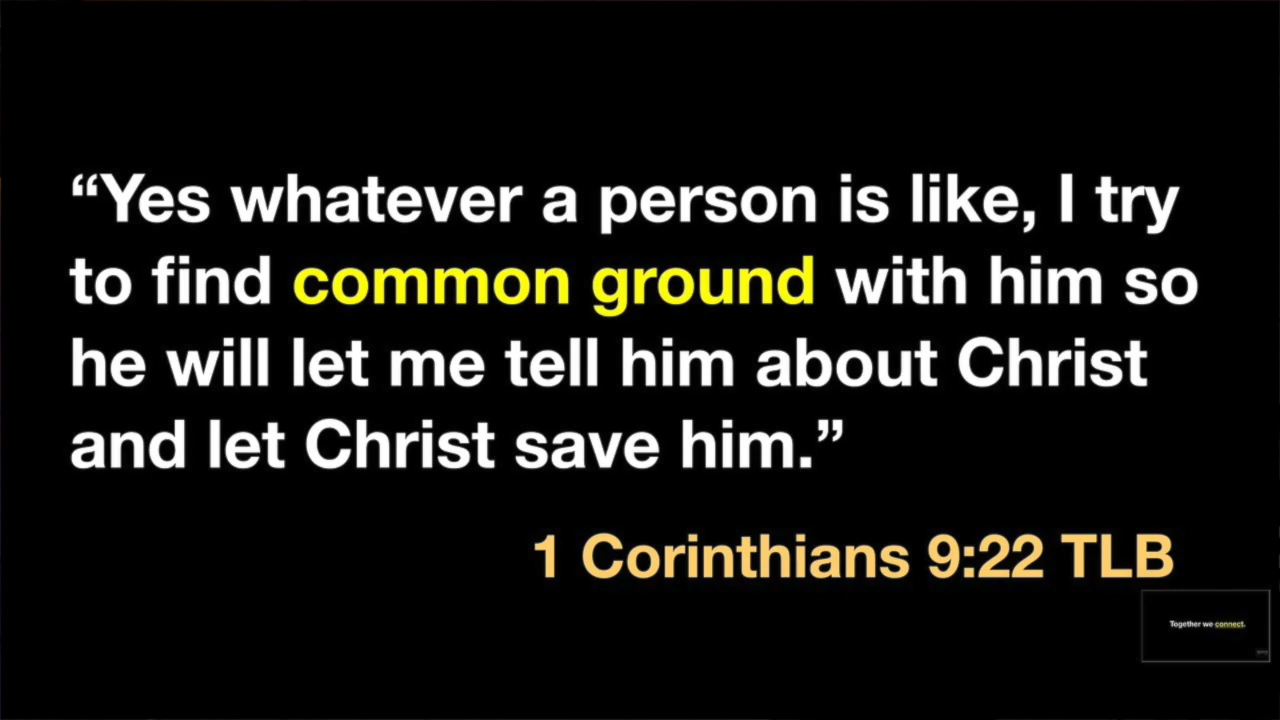 “Yes whatever a person is like, I try
to find common ground with him so
he will let me tell him about Christ
and let Christ save him.”
1 Corinthians 9:22 TLB
Together we connect.